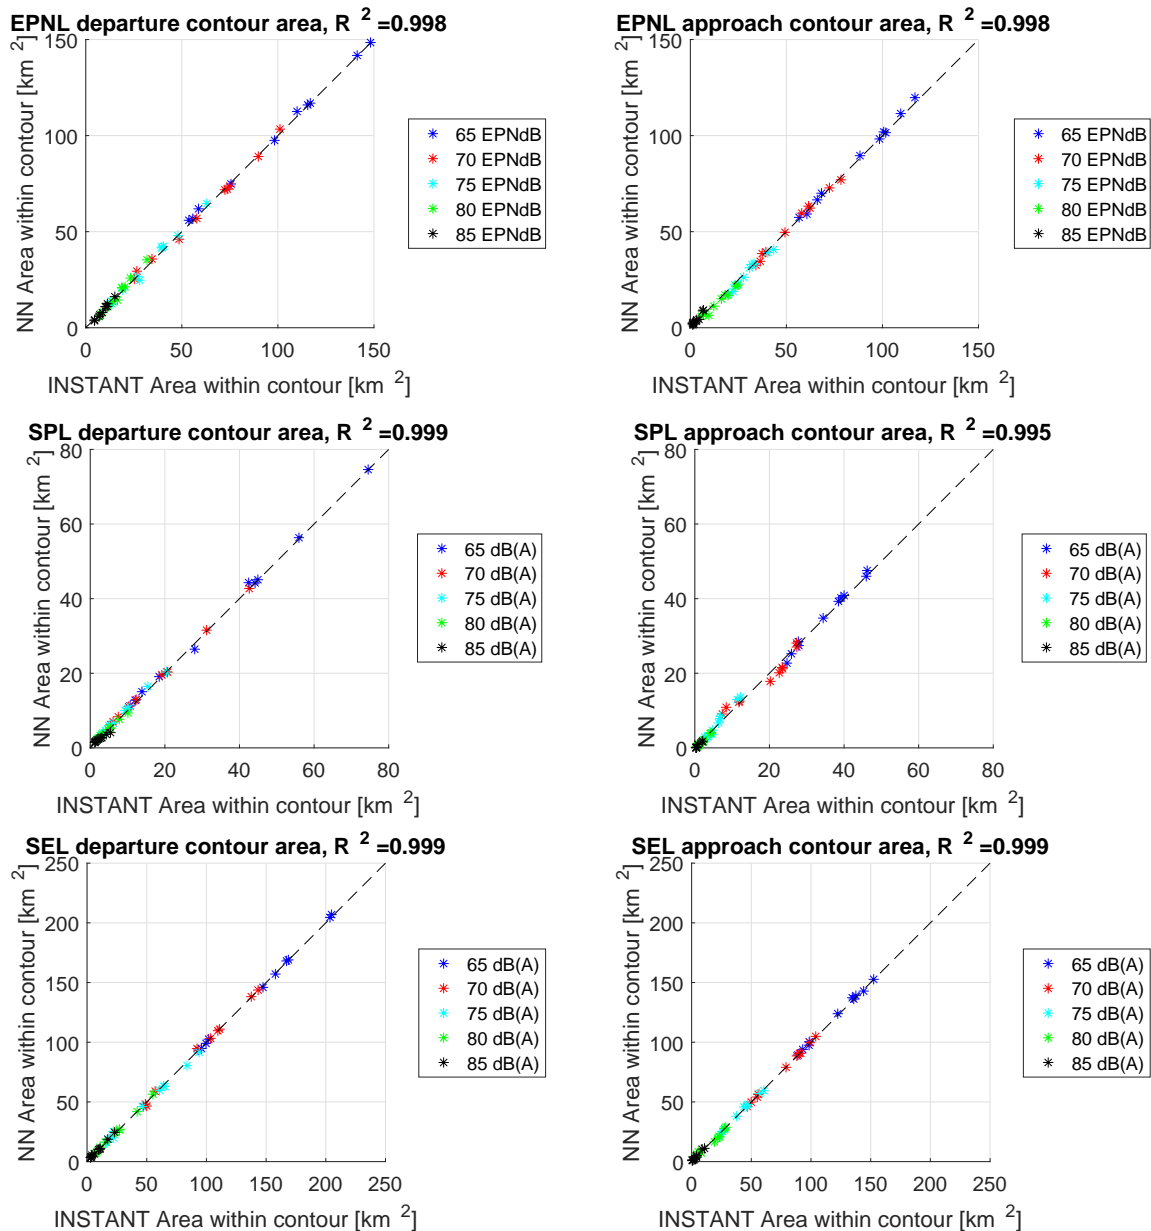 EPNL departure contour area, R 2 =0.998
NN Area within contour [km 2]
150
100
50
0
0 50 100 150
INSTANT Area within contour [km 2]
65 EPNdB
70 EPNdB
75 EPNdB
80 EPNdB
85 EPNdB
EPNL approach contour area, R 2 =0.998
NN Area within contour [km 2]
150
100
50
0
0 50 100 150
INSTANT Area within contour [km 2]
65 EPNdB
70 EPNdB
75 EPNdB
80 EPNdB
85 EPNdB
SPL departure contour area, R 2 =0.999
NN Area within contour [km 2]
80
60
40
20
0
0 20 40 60 80
INSTANT Area within contour [km 2]
65 dB(A)
70 dB(A)
75 dB(A)
80 dB(A)
85 dB(A)
SPL approach contour area, R 2 =0.995
NN Area within contour [km 2]
80
60
40
20
0
0 20 40 60 80
INSTANT Area within contour [km 2]
65 dB(A)
70 dB(A)
75 dB(A)
80 dB(A)
85 dB(A)
SEL departure contour area, R 2 =0.999
NN Area within contour [km 2]
250
200
150
100
50
0
0 50 100 150 200 250
INSTANT Area within contour [km 2]
65 dB(A)
70 dB(A)
75 dB(A)
80 dB(A)
85 dB(A)
SEL approach contour area, R 2 =0.999
NN Area within contour [km 2]
250
200
150
100
50
0
0 50 100 150 200 250
INSTANT Area within contour [km 2]
65 dB(A)
70 dB(A)
75 dB(A)
80 dB(A)
85 dB(A)